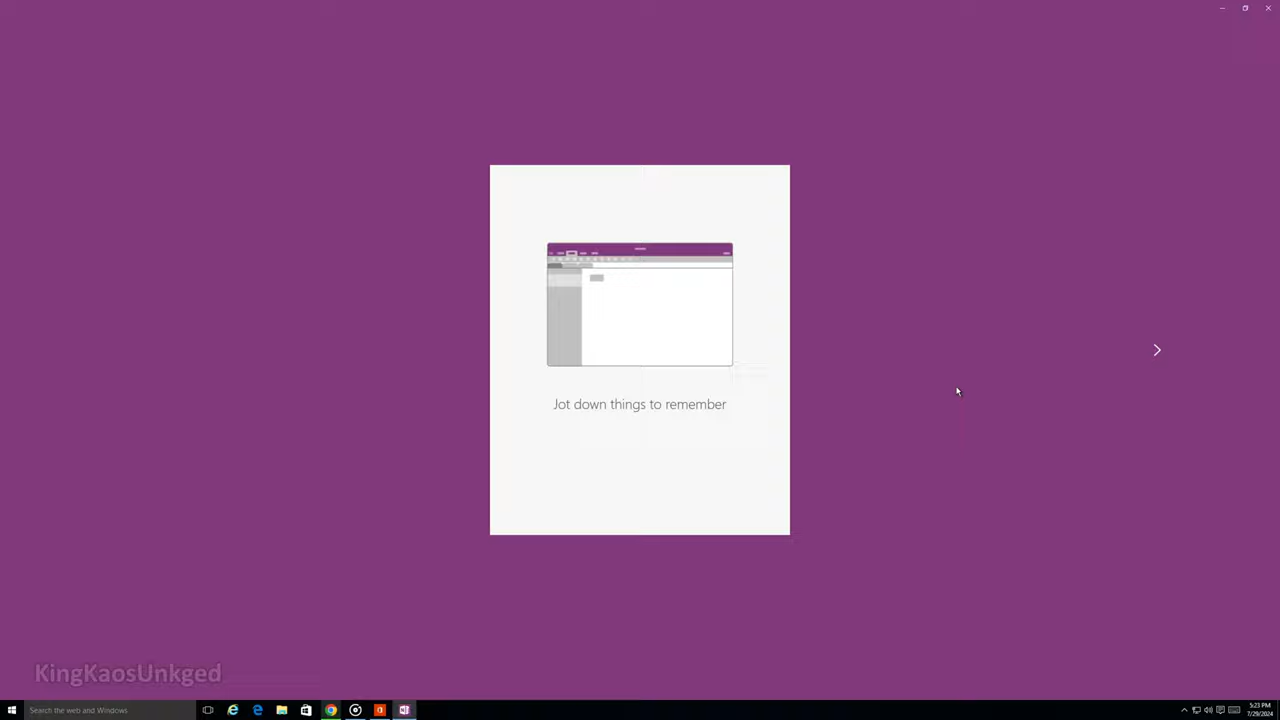 Jot down things to remember
KingKaosUnkged
Search the web and Windows
5:23 PM
7/29/2024